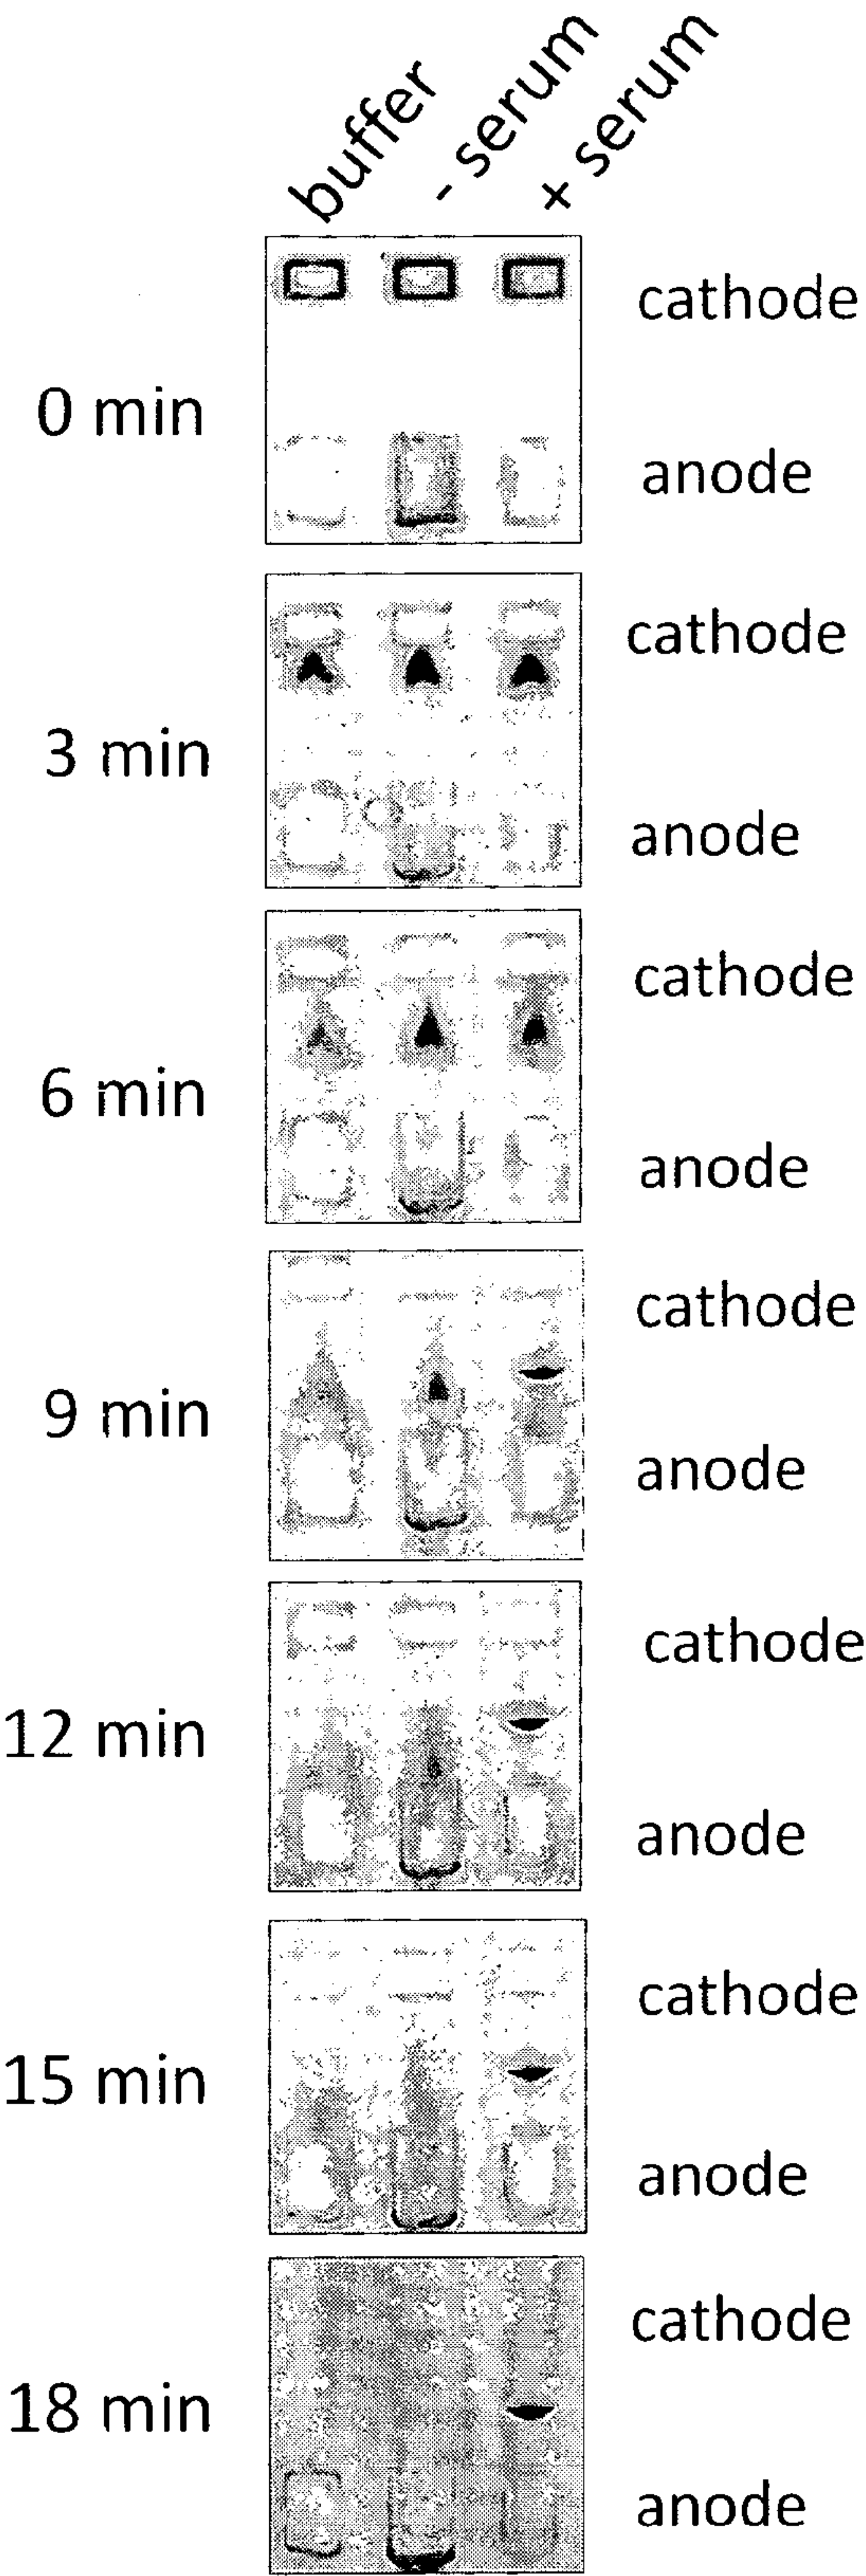 buffer
- serum
+ serum
0 min
cathode
anode
3 min
cathode
anode
6 min
cathode
anode
9 min
cathode
anode
12 min
cathode
anode
15 min
cathode
anode
18 min
cathode
anode